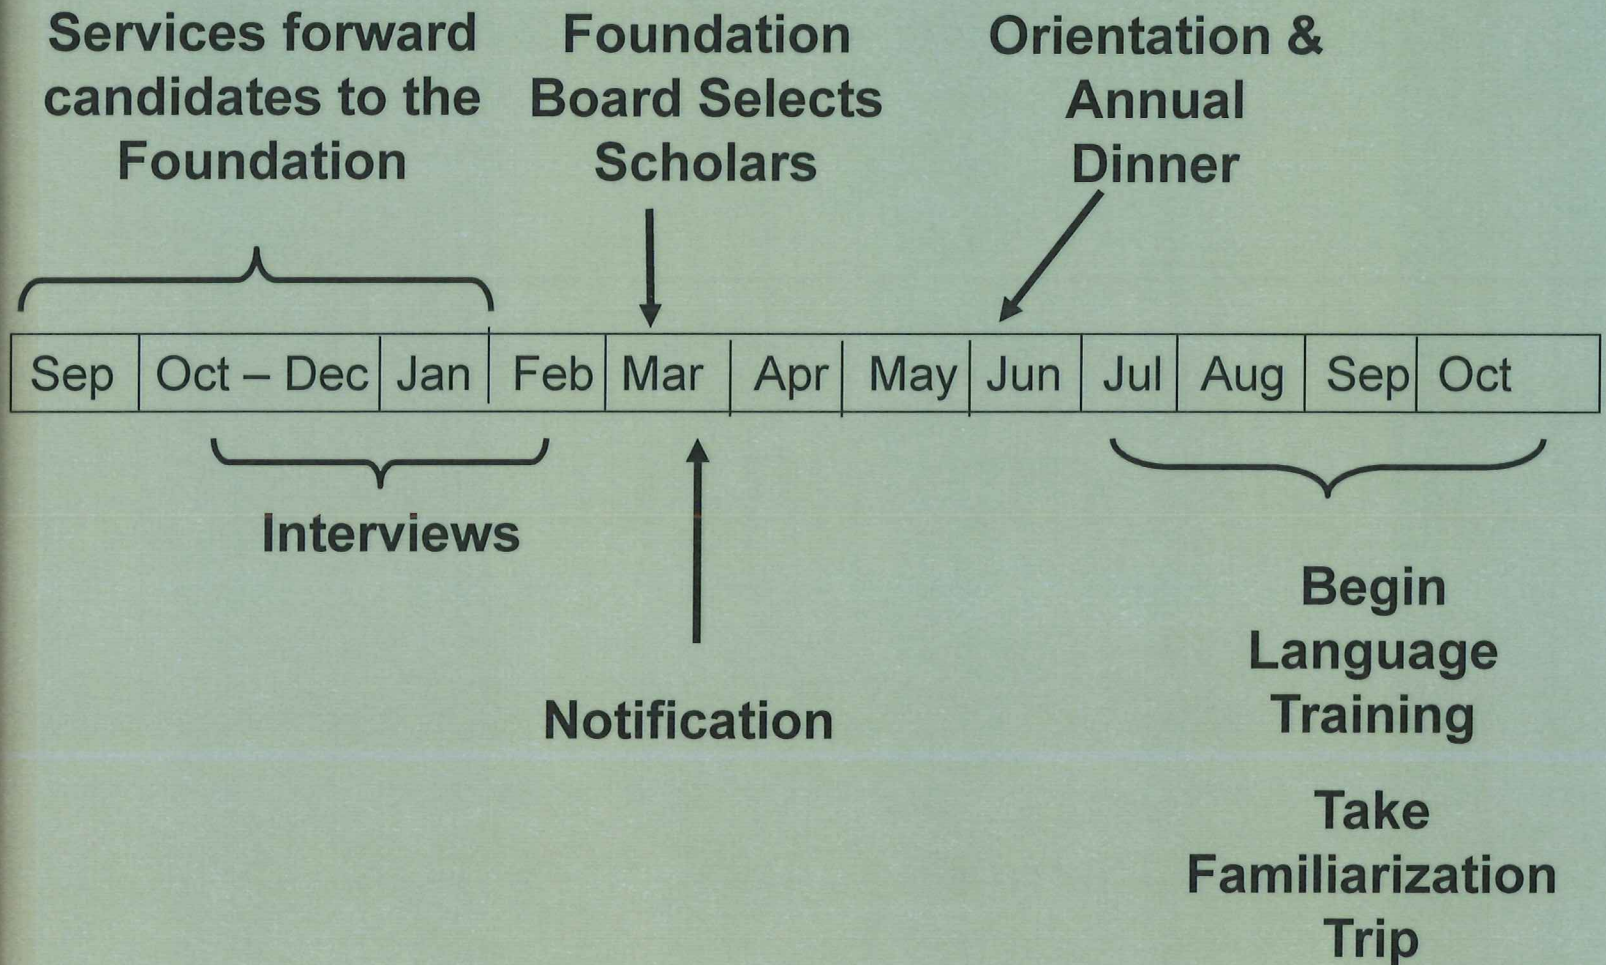 Services forward
candidates to the
Foundation
Foundation
Board Selects
Scholars
Orientation &
Annual
Dinner
Sep Oct – Dec Jan Feb Mar Apr May Jun Jul Aug Sep Oct
Interviews
Notification
Begin
Language
Training
Take
Familiarization
Trip